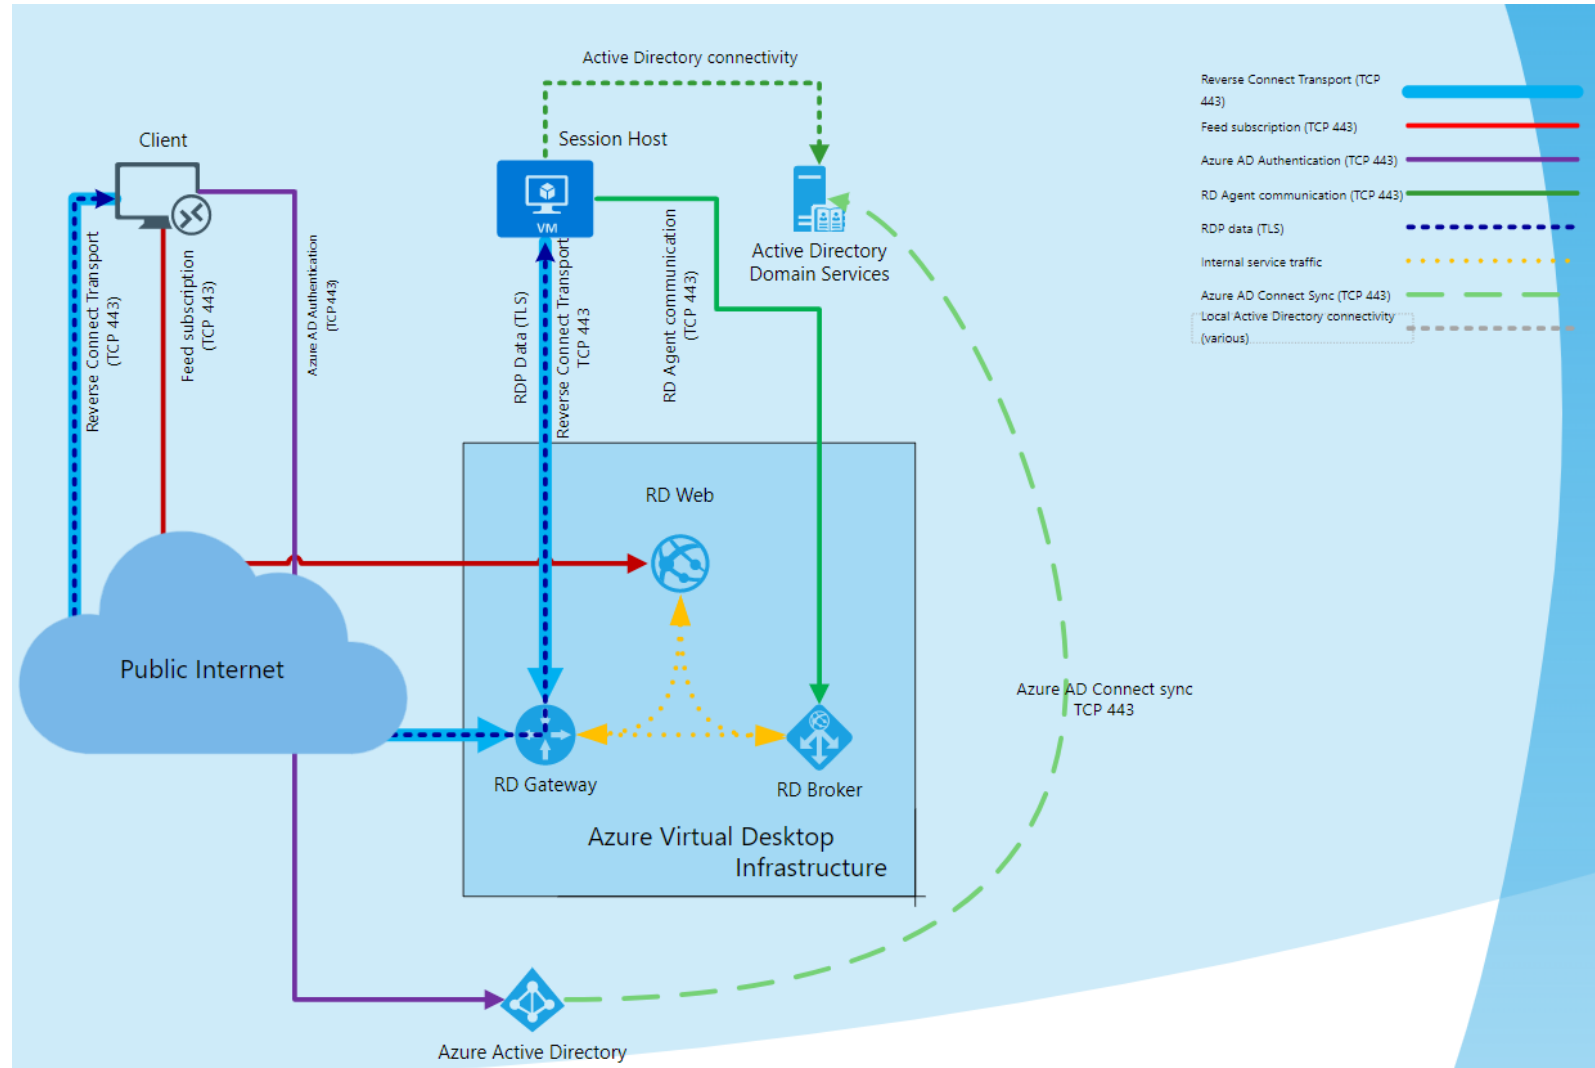 Active Directory connectivity
Client
Session Host
VM
Active Directory
Domain Services
Reverse Connect Transport
(TCP 443)
Feed subscription
(TCP 443)
Azure AD Authentication
(TCP 443)
RDP Data (TLS)
Reverse Connect Transport
TCP 443
RD Agent communication
(TCP 443)
RD Web
Public Internet
RD Gateway
RD Broker
Azure Virtual Desktop
Infrastructure
Azure AD Connect sync
TCP 443
Azure Active Directory
Reverse Connect Transport (TCP
443)
Feed subscription (TCP 443)
Azure AD Authentication (TCP 443)
RD Agent communication (TCP 443)
RDP data (TLS)
Internal service traffic
Azure AD Connect Sync (TCP 443)
Local Active Directory connectivity
(various)